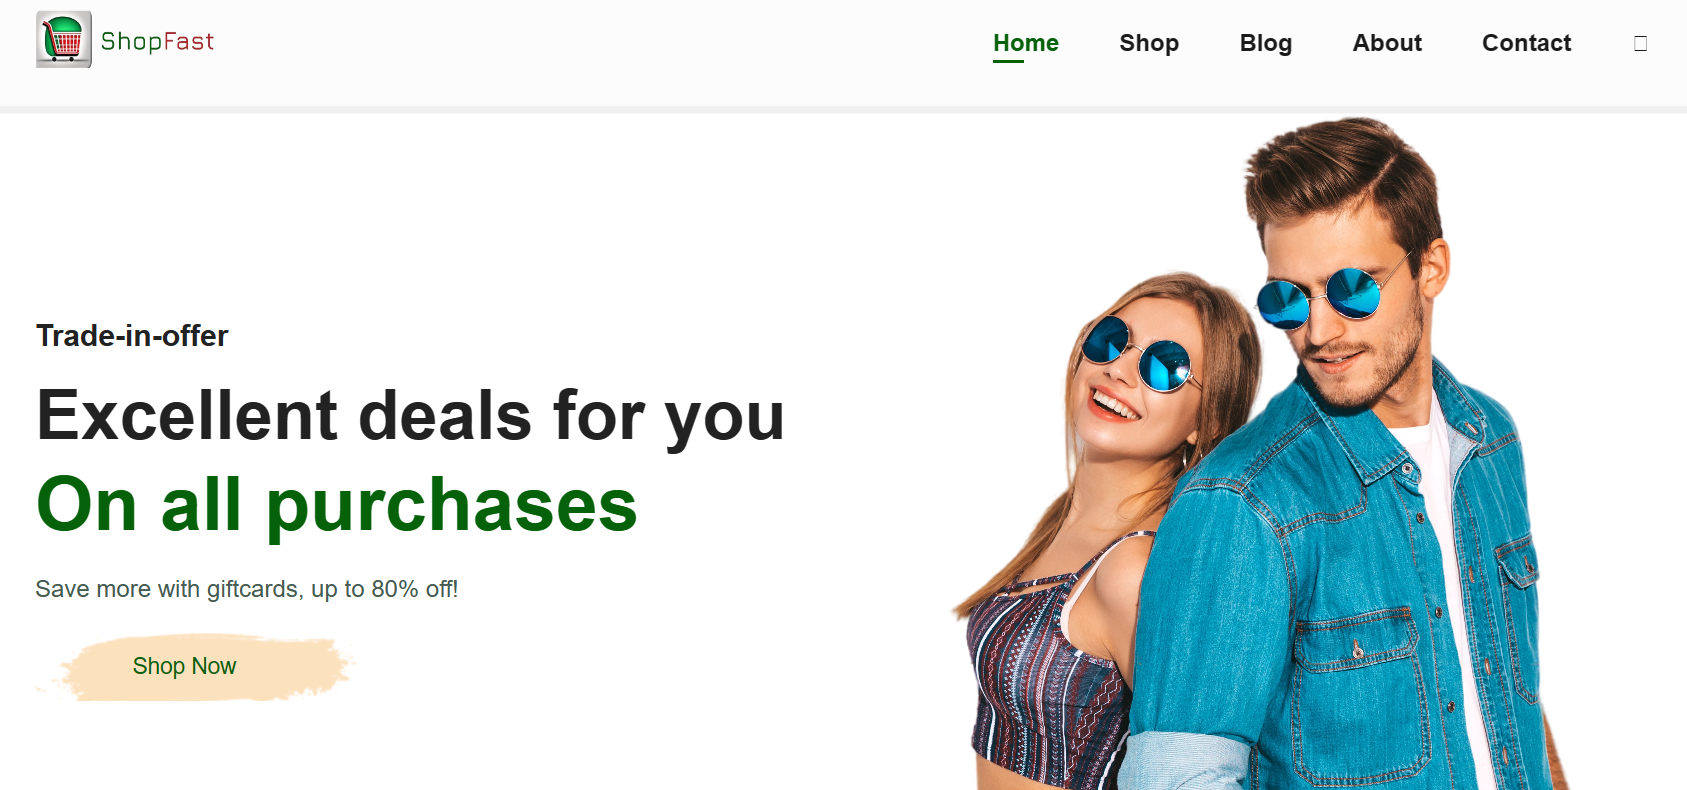 ShopFast
Home Shop Blog About Contact
Trade-in-offer
Excellent deals for you
On all purchases
Save more with giftcards, up to 80% off!
Shop Now